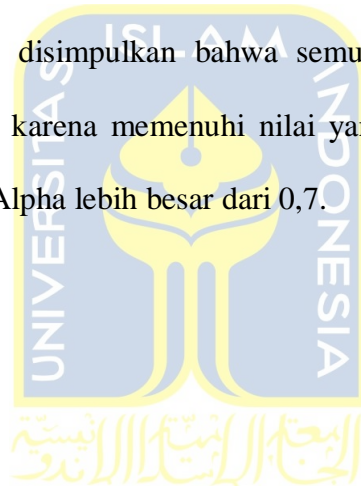 disimpulkan bahwa semu
karena memenuhi nilai yan
Alpha lebih besar dari 0,7.
UNIVERSITAS
ISLAM
INDONESIA